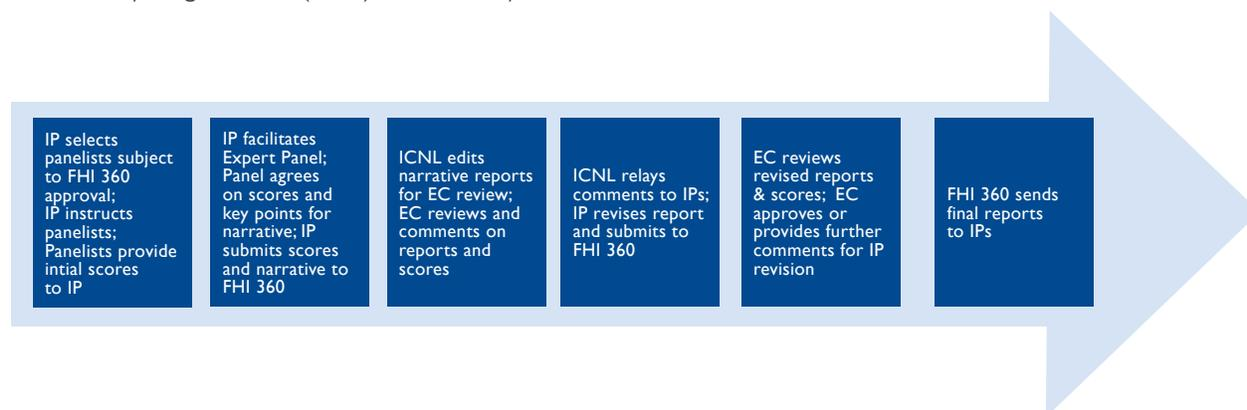 IP selects
panelists subject
to FHI 360
approval;
IP instructs
panelists;
Panelists provide
intial scores
to IP
IP facilitates
Expert Panel;
Panel agrees
on scores and
key points for
narrative; IP
submits scores
and narrative to
FHI 360
ICNL edits
narrative reports
for EC review;
EC reviews and
comments on
reports and
scores
ICNL relays
comments to IPs;
IP revises report
and submits to
FHI 360
EC reviews
revised reports
& scores; EC
approves or
provides further
comments for IP
revision
FHI 360 sends
final reports
to IPs